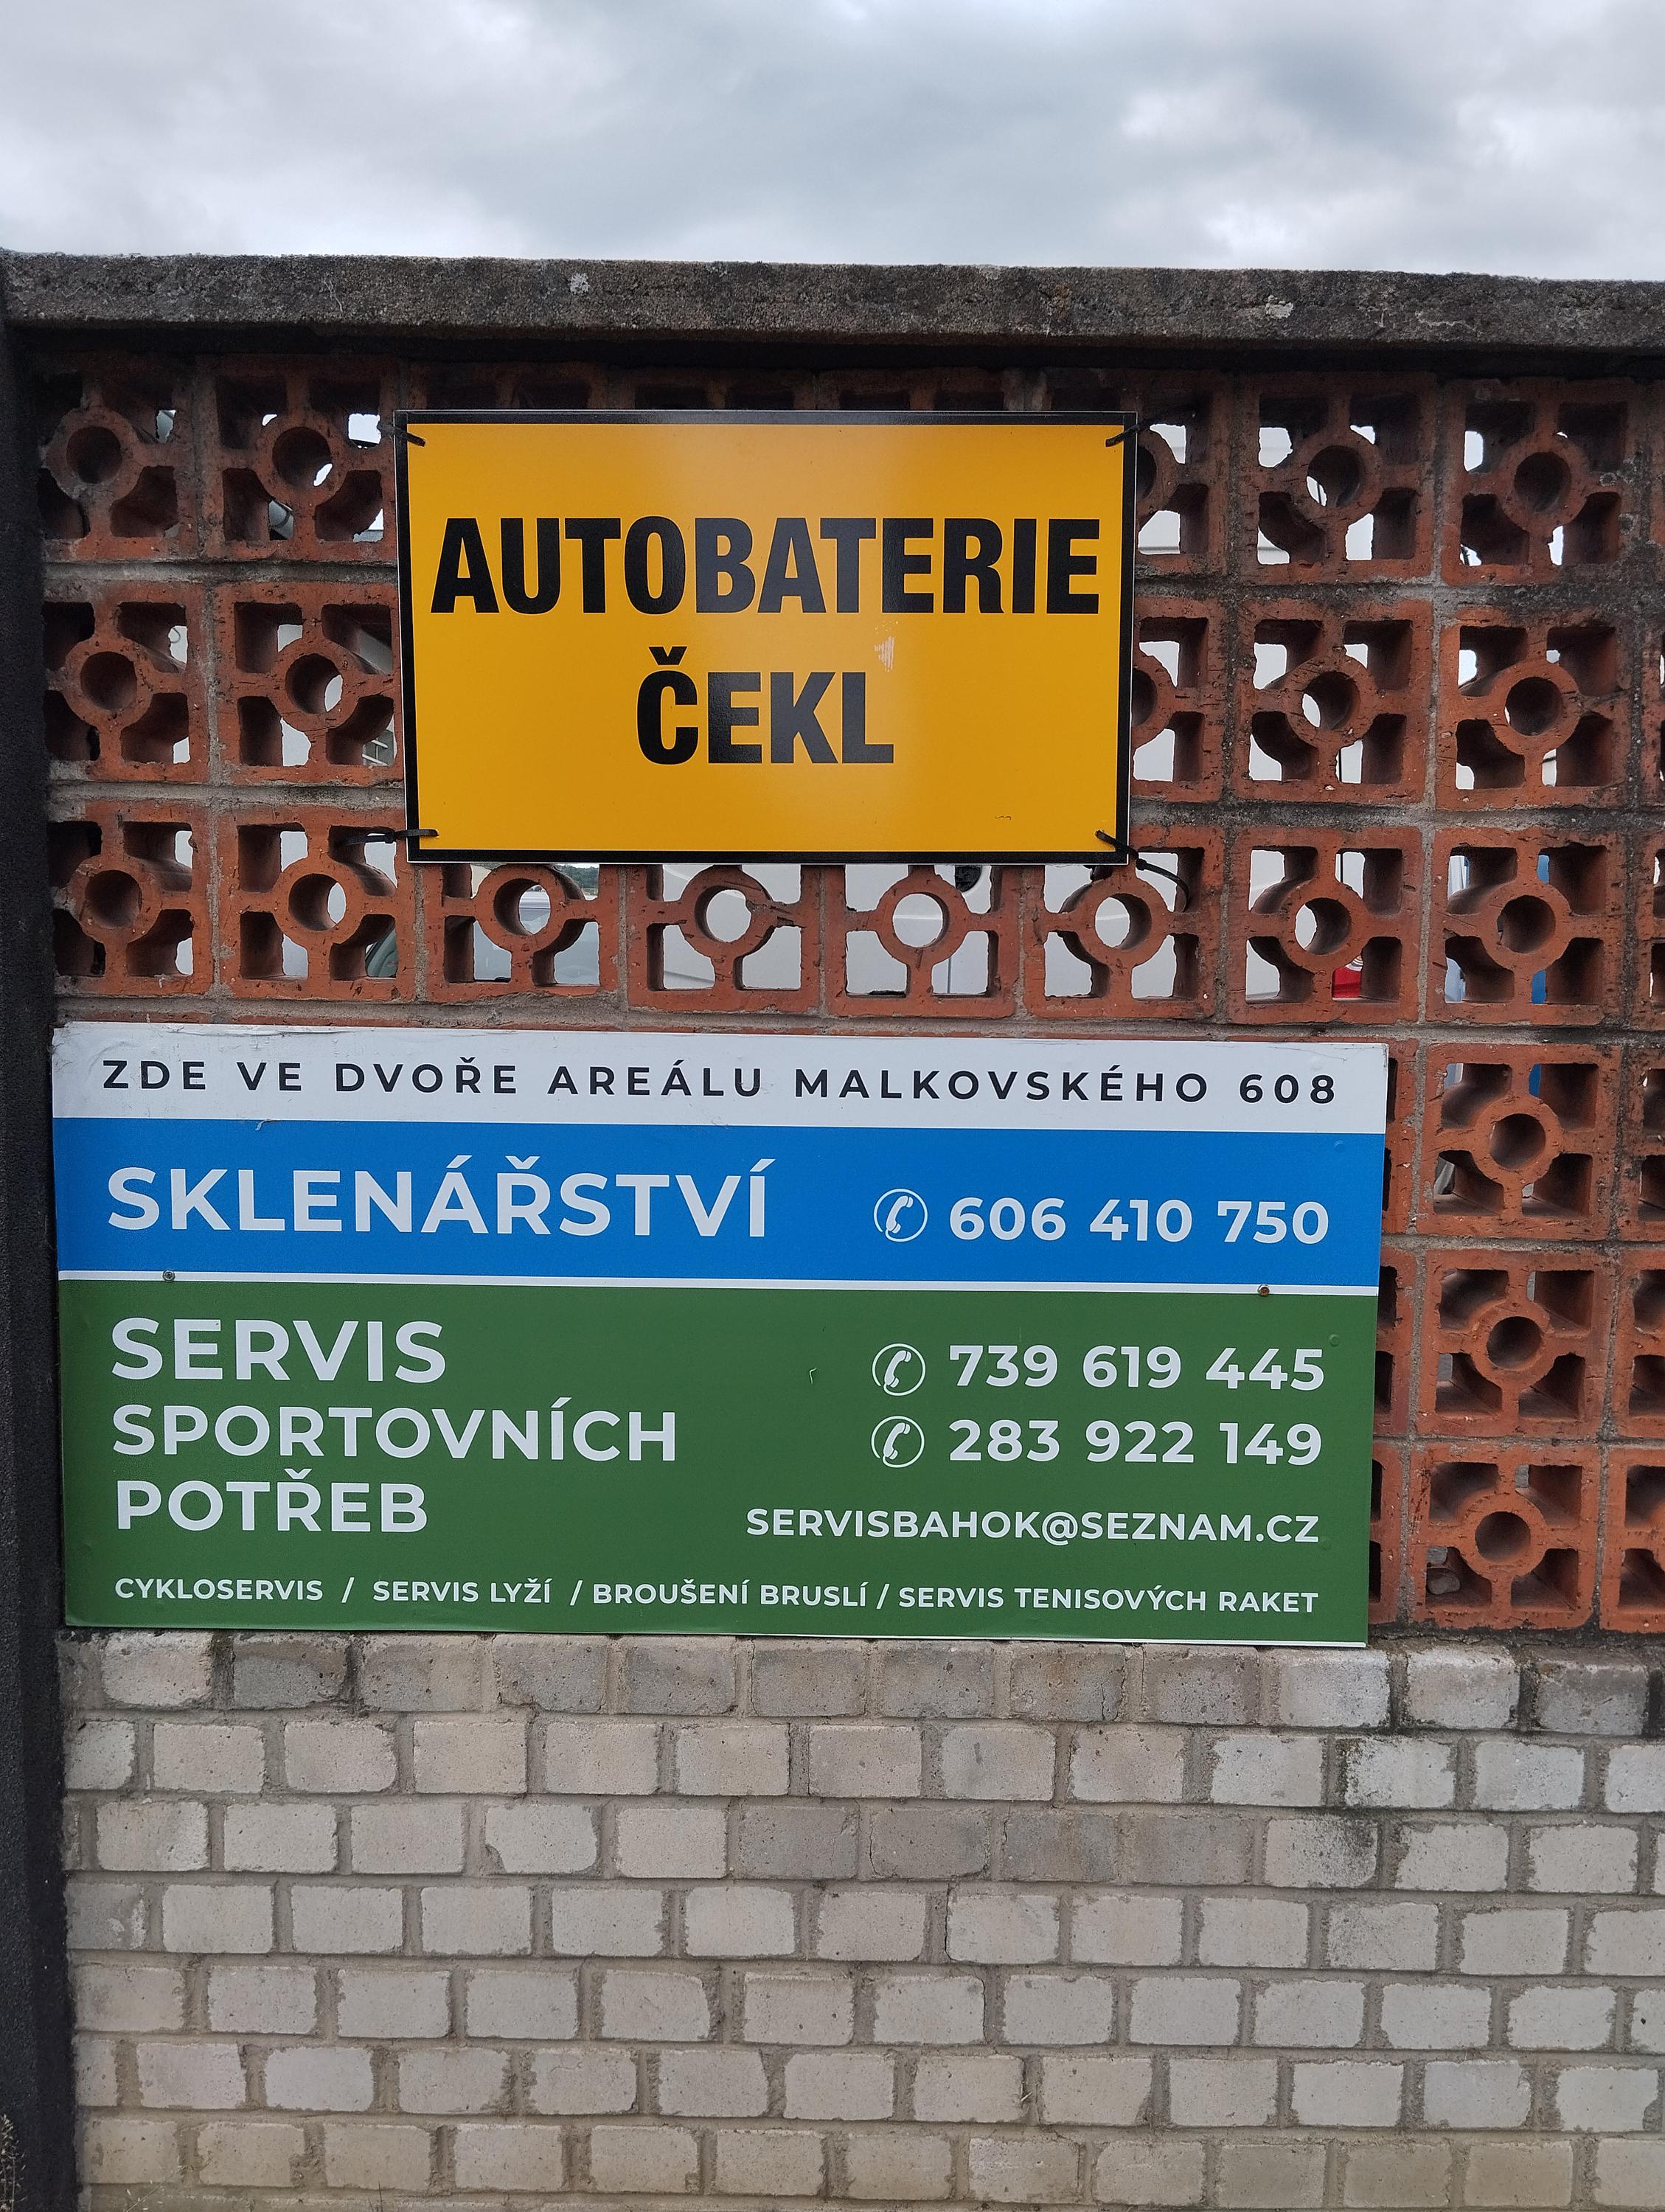 AUTOBATERIE
ČEKL
ZDE VE DVOŘE AREÁLU MALKOVSKÉHO 608
SKLENÁŘSTVÍ 606 410 750
SERVIS 739 619 445
SPORTOVNÍCH 283 922 149
POTŘEB SERVISBAHOK@SEZNAM.CZ
CYKLOSERVIS / SERVIS LYŽÍ / BROUŠENÍ BRUSLÍ / SERVIS TENISOVÝCH RAKET